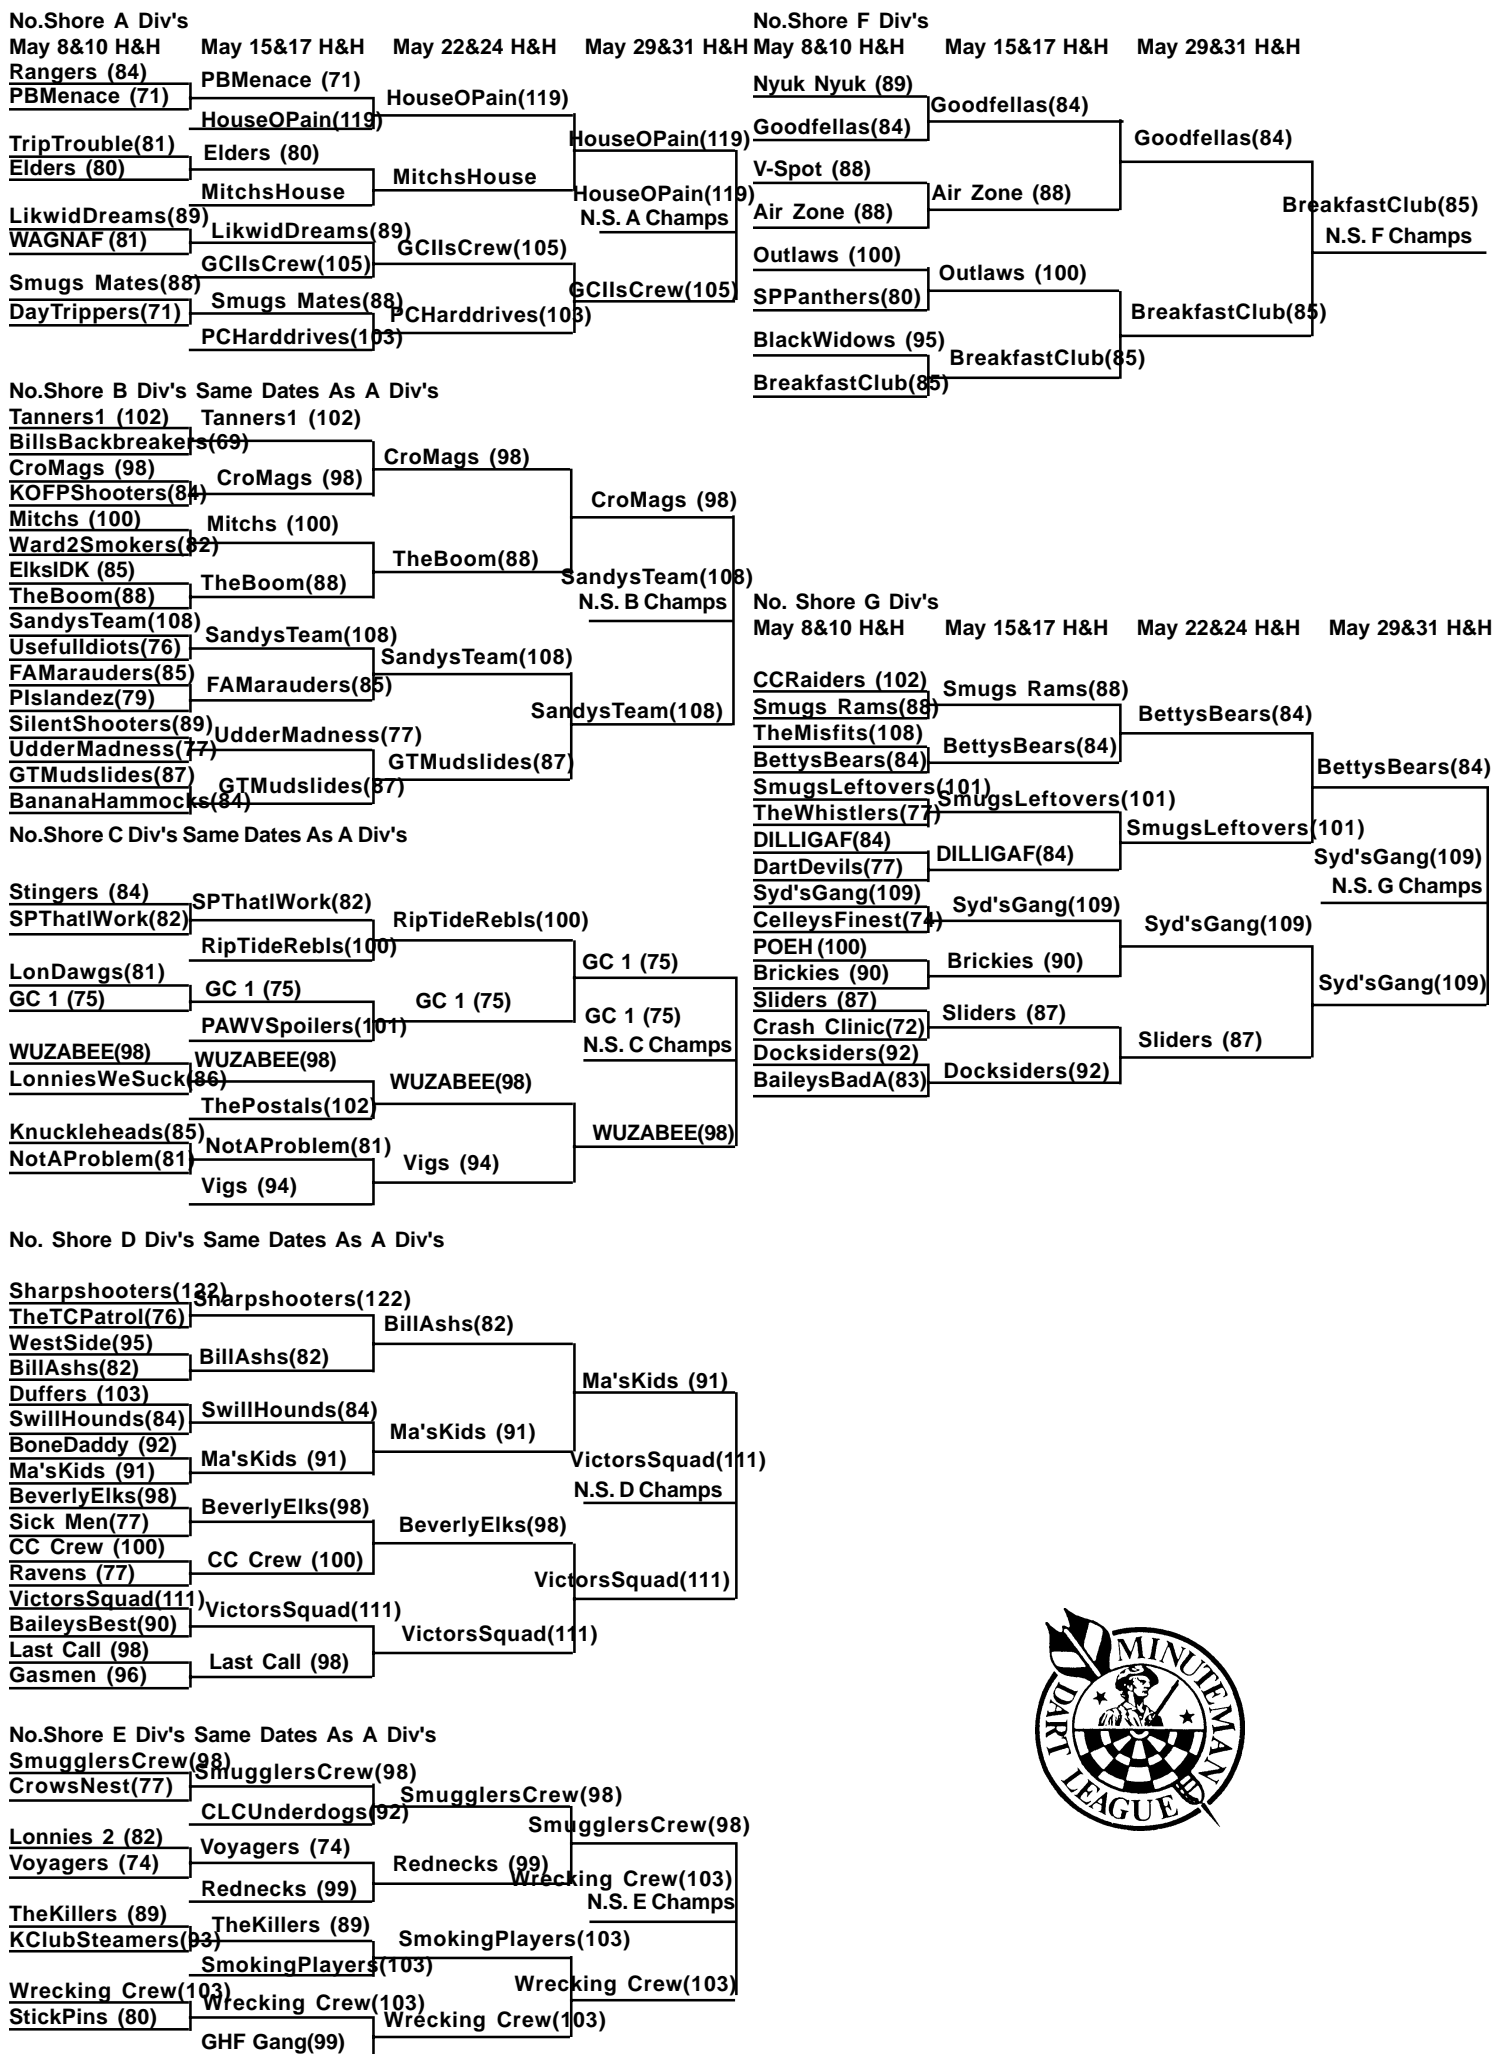 No.Shore A Div's
May 8&10 H&H May 15&17 H&H May 22&24 H&H May 29&31 H&H
Rangers (84)
PBMenace (71)
TripTrouble(81)
Elders (80)
LikwidDreams(89)
WAGNAF (81)
Smugs Mates(88)
DayTrippers(71)
PBMenace (71)
HouseOPain(119)
Elders (80)
MitchsHouse
LikwidDreams(89)
GCIIsCrew(105)
Smugs Mates(88)
PCHarddrives(103)
HouseOPain(119)
MitchsHouse
GCIIsCrew(105)
PCHarddrives(103)
HouseOPain(119)
HouseOPain(119)
N.S. A Champs
GCIIsCrew(105)
No.Shore B Div's Same Dates As A Div's
Tanners1 (102)
BillsBackbreakers(69)
CroMags (98)
KOFPShooters(84)
Mitchs (100)
Ward2Smokers(82)
ElksIDK (85)
TheBoom(88)
SandysTeam(108)
UsefulIdiots(76)
FAMarauders(85)
PIslandez(79)
SilentShooters(89)
UdderMadness(77)
GTMudslides(87)
BananaHammocks(84)
Tanners1 (102)
CroMags (98)
Mitchs (100)
TheBoom(88)
SandysTeam(108)
FAMarauders(85)
UdderMadness(77)
GTMudslides(87)
CroMags (98)
TheBoom(88)
SandysTeam(108)
GTMudslides(87)
CroMags (98)
SandysTeam(108)
N.S. B Champs
SandysTeam(108)
No.Shore C Div's Same Dates As A Div's
Stingers (84)
SPThatIWork(82)
LonDawgs(81)
GC 1 (75)
WUZABEE(98)
LonniesWeSuck(86)
Knuckleheads(85)
NotAProblem(81)
SPThatIWork(82)
RipTideRebls(100)
GC 1 (75)
PAWVSpoilers(101)
WUZABEE(98)
ThePostals(102)
NotAProblem(81)
Vigs (94)
RipTideRebls(100)
GC 1 (75)
WUZABEE(98)
Vigs (94)
GC 1 (75)
GC 1 (75)
N.S. C Champs
WUZABEE(98)
No. Shore D Div's Same Dates As A Div's
Sharpshooters(122)
TheTCPatrol(76)
WestSide(95)
BillAshs(82)
Duffers (103)
SwillHounds(84)
BoneDaddy (92)
Ma'sKids (91)
BeverlyElks(98)
Sick Men(77)
CC Crew (100)
Ravens (77)
VictorsSquad(111)
BaileysBest(90)
Last Call (98)
Gasmen (96)
Sharpshooters(122)
BillAshs(82)
SwillHounds(84)
Ma'sKids (91)
BeverlyElks(98)
CC Crew (100)
VictorsSquad(111)
Last Call (98)
BillAshs(82)
Ma'sKids (91)
BeverlyElks(98)
VictorsSquad(111)
Ma'sKids (91)
VictorsSquad(111)
N.S. D Champs
VictorsSquad(111)
No.Shore E Div's Same Dates As A Div's
SmugglersCrew(98)
CrowsNest(77)
Lonnies 2 (82)
Voyagers (74)
TheKillers (89)
KClubSteamers(93)
Wrecking Crew(103)
StickPins (80)
SmugglersCrew(98)
CLCUnderdogs(92)
Voyagers (74)
Rednecks (99)
TheKillers (89)
SmokingPlayers(103)
Wrecking Crew(103)
GHF Gang(99)
SmugglersCrew(98)
Rednecks (99)
SmokingPlayers(103)
Wrecking Crew(103)
SmugglersCrew(98)
Wrecking Crew(103)
N.S. E Champs
Wrecking Crew(103)
No.Shore F Div's
May 8&10 H&H May 15&17 H&H May 29&31 H&H
Nyuk Nyuk (89)
Goodfellas(84)
V-Spot (88)
Air Zone (88)
Outlaws (100)
SPPanthers(80)
BlackWidows (95)
BreakfastClub(85)
Goodfellas(84)
Air Zone (88)
Outlaws (100)
BreakfastClub(85)
Goodfellas(84)
BreakfastClub(85)
BreakfastClub(85)
N.S. F Champs
No. Shore G Div's
May 8&10 H&H May 15&17 H&H May 22&24 H&H May 29&31 H&H
CCRaiders (102)
Smugs Rams(88)
TheMisfits(108)
BettysBears(84)
SmugsLeftovers(101)
TheWhistlers(77)
DILLIGAF(84)
DartDevils(77)
Syd'sGang(109)
CelleysFinest(74)
POEH (100)
Brickies (90)
Sliders (87)
Crash Clinic(72)
Docksiders(92)
BaileysBadA(83)
Smugs Rams(88)
BettysBears(84)
SmugsLeftovers(101)
DILLIGAF(84)
Syd'sGang(109)
Brickies (90)
Sliders (87)
Docksiders(92)
BettysBears(84)
SmugsLeftovers(101)
Syd'sGang(109)
Sliders (87)
BettysBears(84)
Syd'sGang(109)
N.S. G Champs
Syd'sGang(109)
MINUTEMAN
DART LEAGUE